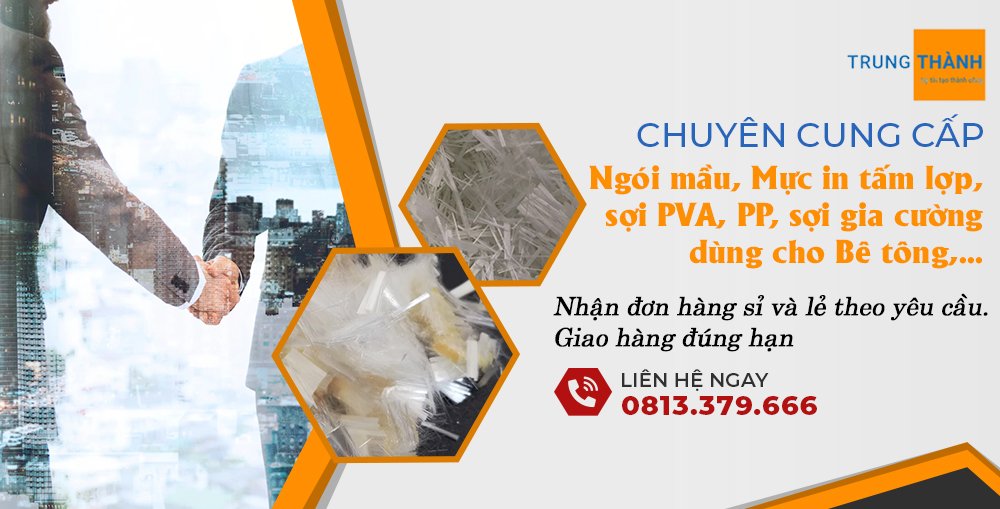 TRUNG THÀNH
CHUYÊN CUNG CẤP
Ngói mầu, Mực in tấm lợp,
sợi PVA, PP, sợi gia cường
dùng cho Bê tông,...
Nhận đơn hàng sỉ và lẻ theo yêu cầu.
Giao hàng đúng hạn
LIÊN HỆ NGAY
0813.379.666